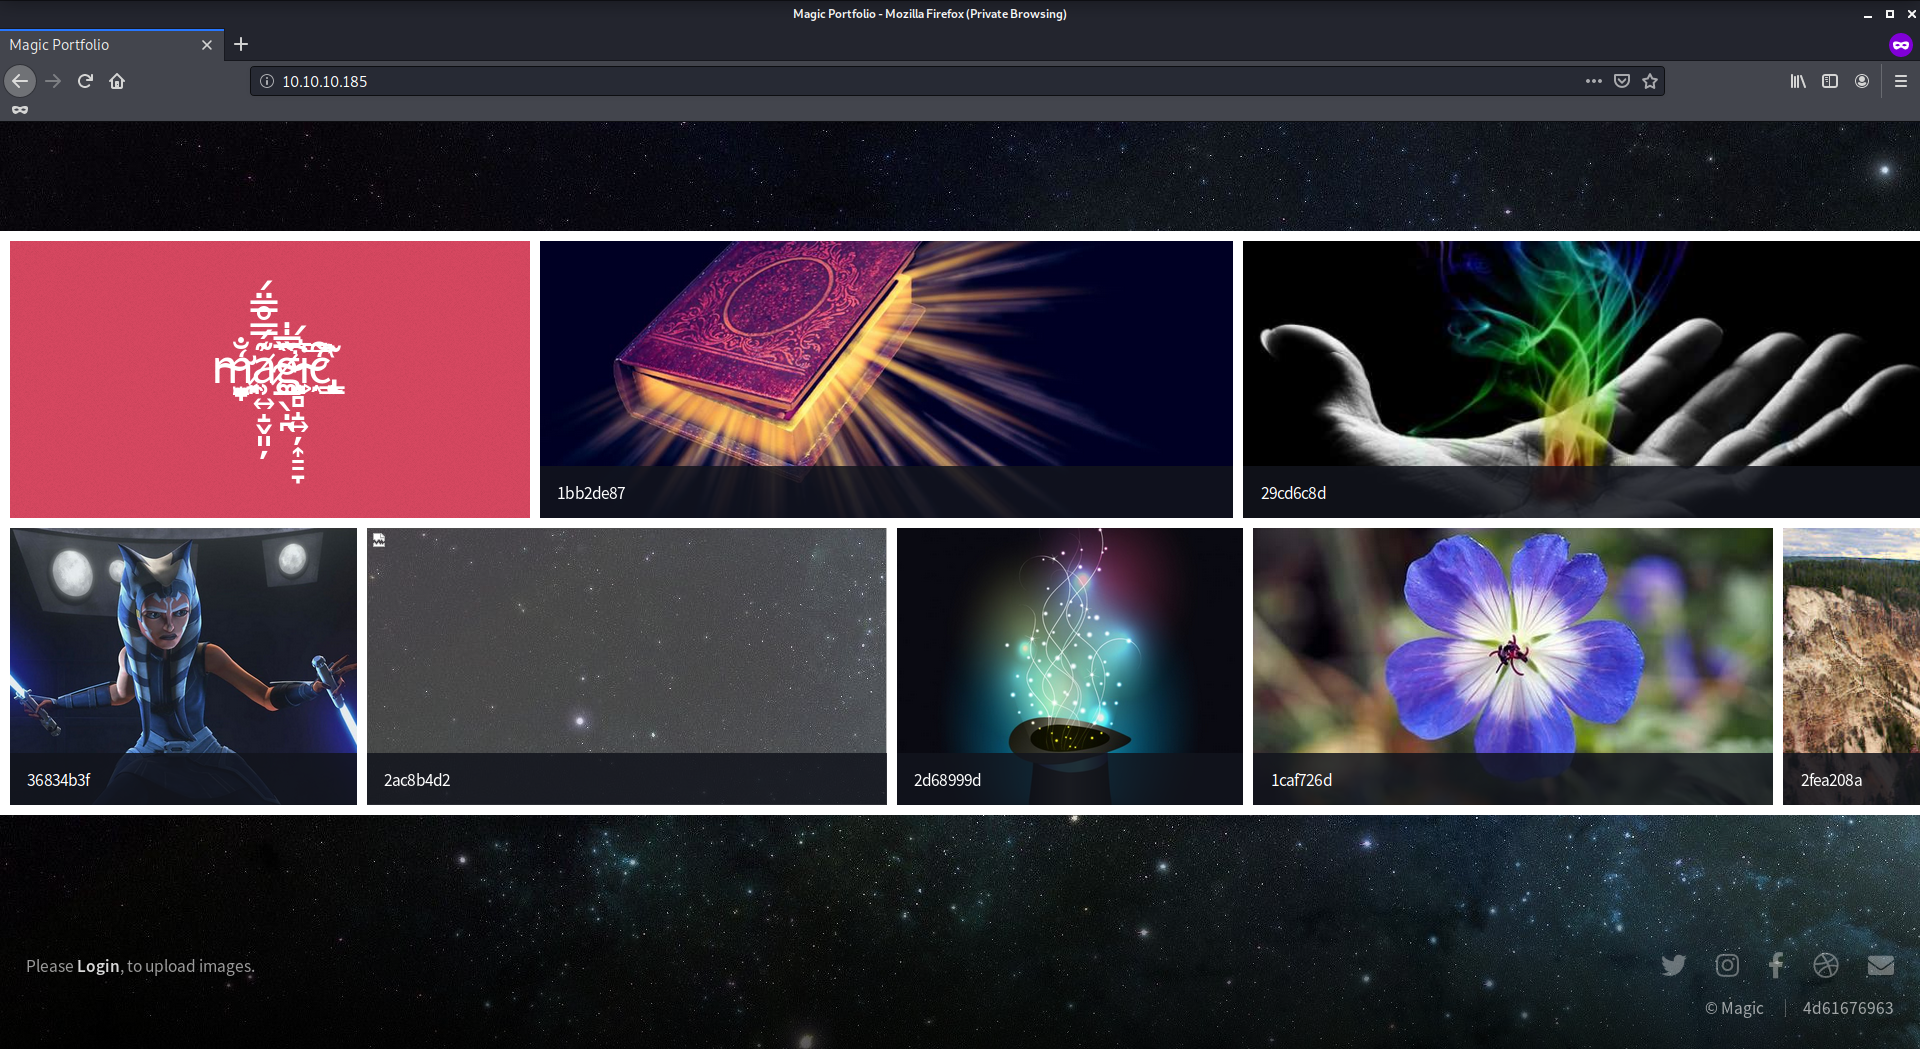 Magic Portfolio - Mozilla Firefox (Private Browsing)
Magic Portfolio
10.10.10.185
magic
1bb2de87
29cd6c8d
36834b3f
2ac8b4d2
2d68999d
1caf726d
2fea208a
Please Login, to upload images.
© Magic
4d61676963